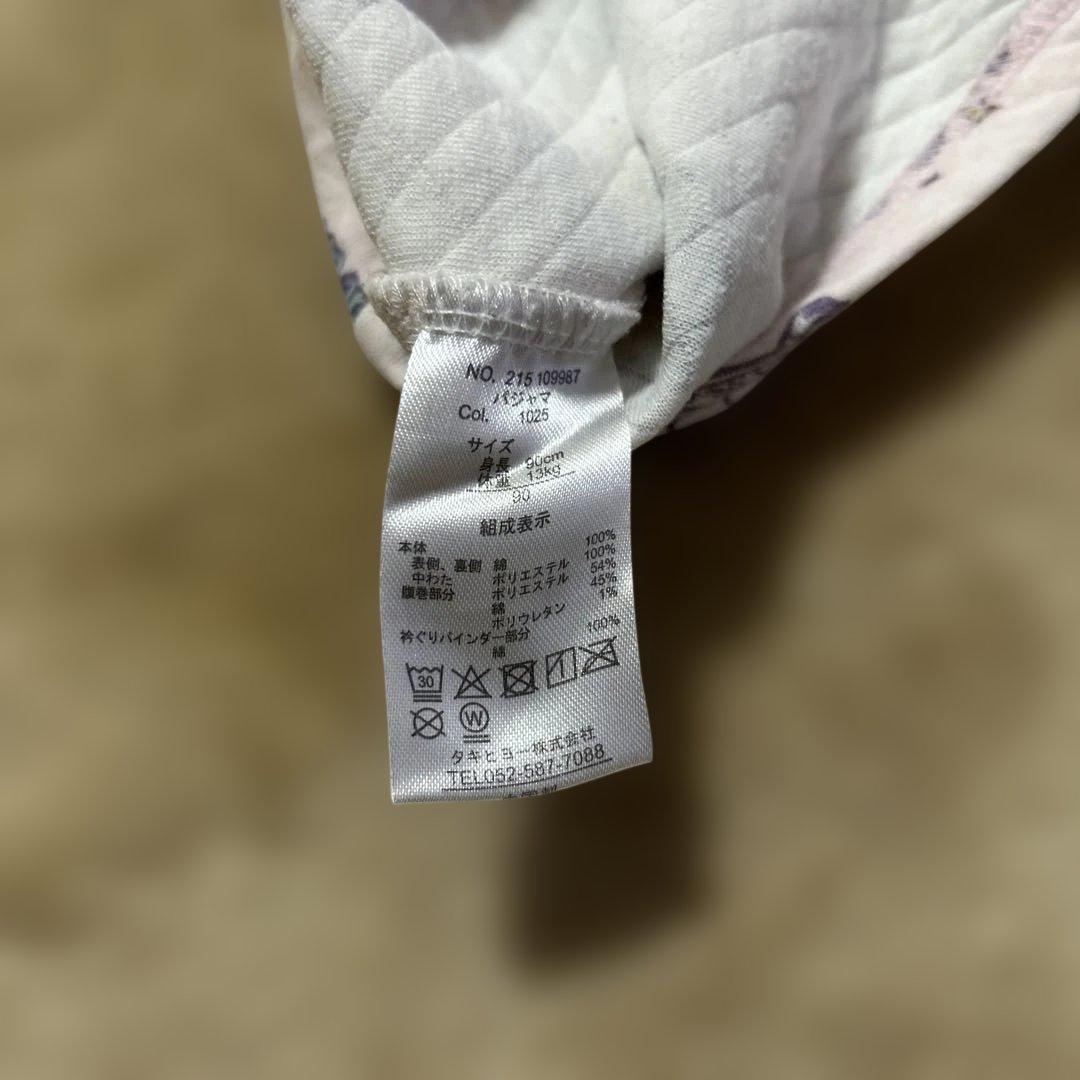 NO. 215 109987
パジャマ
Col. 1025
サイズ
身長 90cm
体重 13kg
90
組成表示
本体
表側、裏側 綿 100%
中わた ポリエステル 100%
腹巻部分 ポリエステル 54%
綿 45%
ポリウレタン 1%
衿ぐりバインダー部分
綿 100%
30
W
タキヒヨー株式会社
TEL052-587-7088